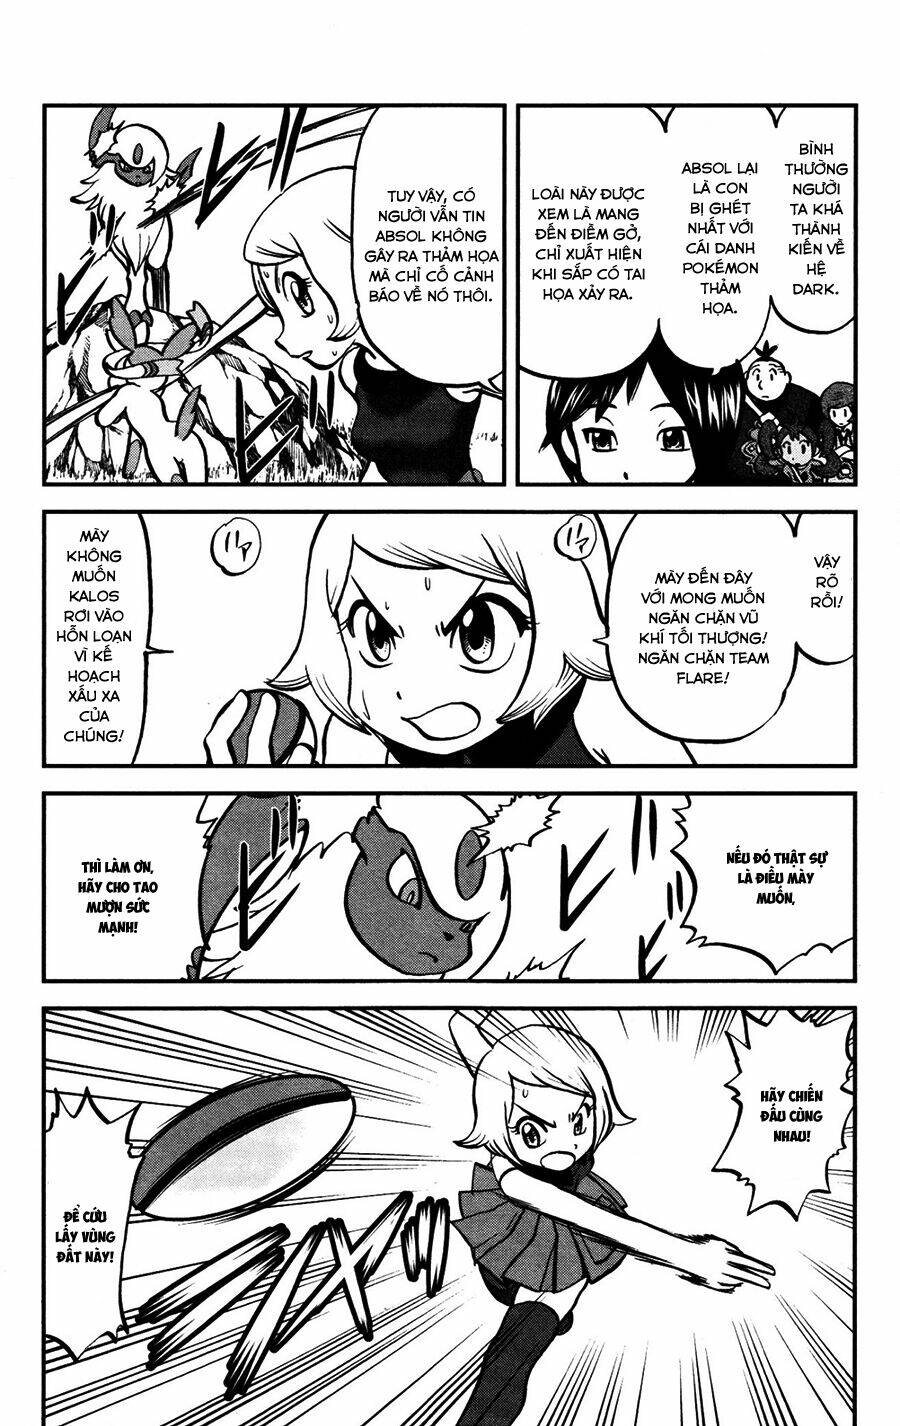 BÌNH
THƯỜNG
NGƯỜI
TA KHÁ
THÀNH
KIẾN VỀ
HỆ
DARK.
ABSOL LẠI
LÀ CON
BỊ GHÉT
NHẤT VỚI
CÁI DANH
POKÉMON
THẢM
HỌA.
LOÀI NÀY ĐƯỢC
XEM LÀ MANG
ĐẾN ĐIỀM GỞ,
CHỈ XUẤT HIỆN
KHI SẮP CÓ TAI
HỌA XẢY RA.
TUY VẬY, CÓ
NGƯỜI VẪN TIN
ABSOL KHÔNG
GÂY RA THẢM HỌA
MÀ CHỈ CỐ CẢNH
BÁO VỀ NÓ THÔI.
VẬY
RÕ
RỒI!
MÀY ĐẾN ĐÂY
VỚI MONG MUỐN
NGĂN CHẶN VŨ
KHÍ TỐI THƯỢNG!
NGĂN CHẶN TEAM
FLARE!
MÀY
KHÔNG
MUỐN
KALOS
RƠI VÀO
HỖN LOẠN
VÌ KẾ
HOẠCH
XẤU XA
CỦA
CHÚNG!
NẾU ĐÓ THẬT SỰ
LÀ ĐIỀU MÀY
MUỐN,
THÌ LÀM ƠN,
HÃY CHO TAO
MƯỢN SỨC
MẠNH!
HÃY CHIẾN
ĐẤU CÙNG
NHAU!
ĐỂ CỨU
LẤY VÙNG
ĐẤT NÀY!